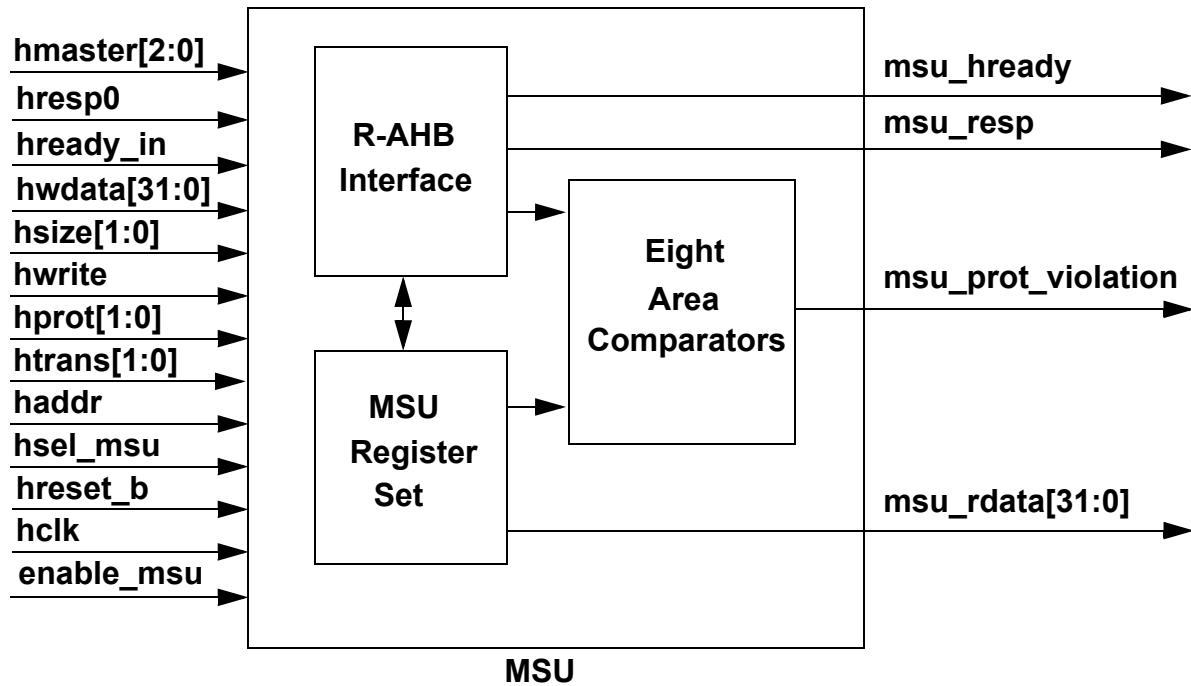 hmaster[2:0]
hresp0
hready_in
hwdata[31:0]
hsize[1:0]
hwrite
hprot[1:0]
htrans[1:0]
haddr
hsel_msu
hreset_b
hclk
enable_msu
R-AHB
Interface
MSU
Register
Set
Eight
Area
Comparators
msu_hready
msu_resp
msu_prot_violation
msu_rdata[31:0]
MSU